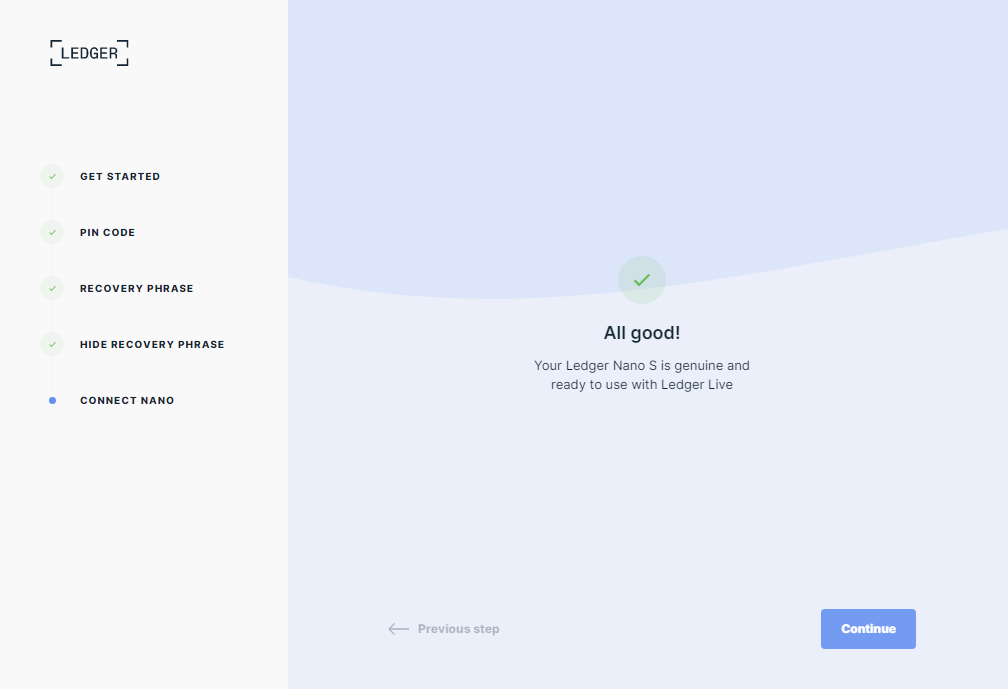 LEDGER
GET STARTED
PIN CODE
RECOVERY PHRASE
HIDE RECOVERY PHRASE
CONNECT NANO
All good!
Your Ledger Nano S is genuine and
ready to use with Ledger Live
Previous step
Continue